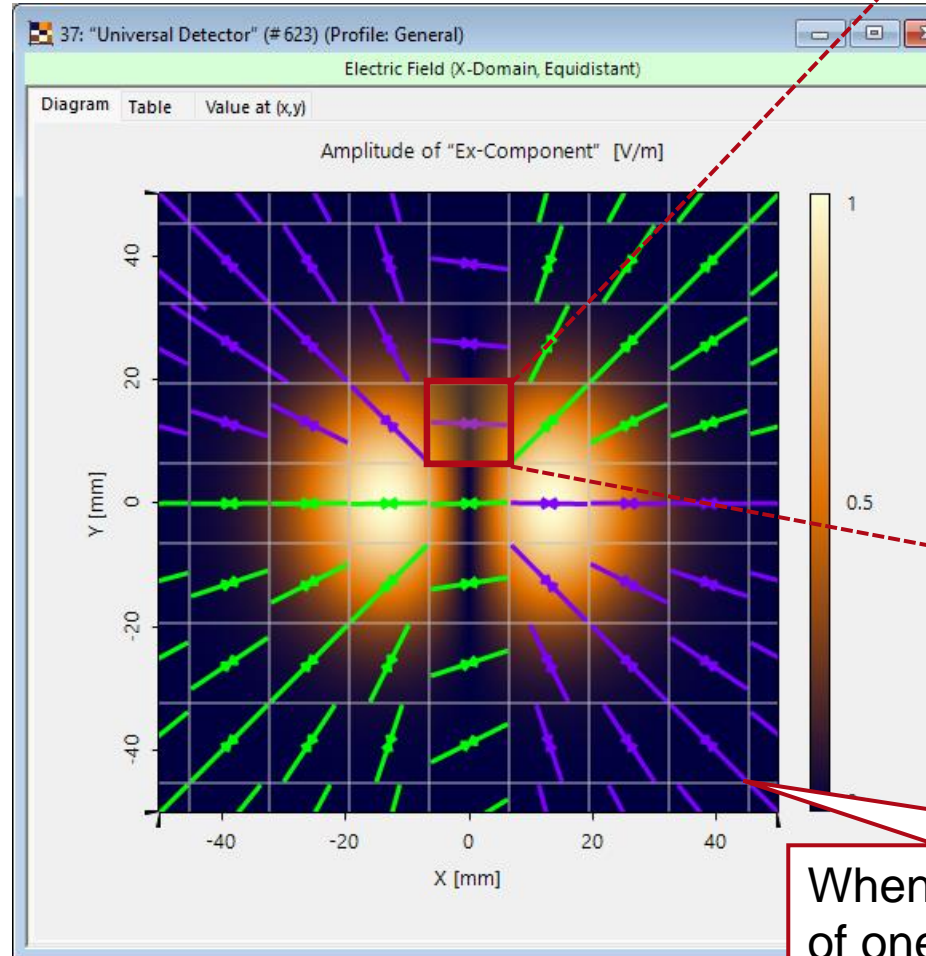 37: "Universal Detector" (# 623) (Profile: General)
Electric Field (X-Domain, Equidistant)
Diagram Table Value at (x,y)
Amplitude of "Ex-Component" [V/m]
1
0.5
40
20
0
-20
-40
Y [mm]
-40 -20 0 20 40
X [mm]
When
of one